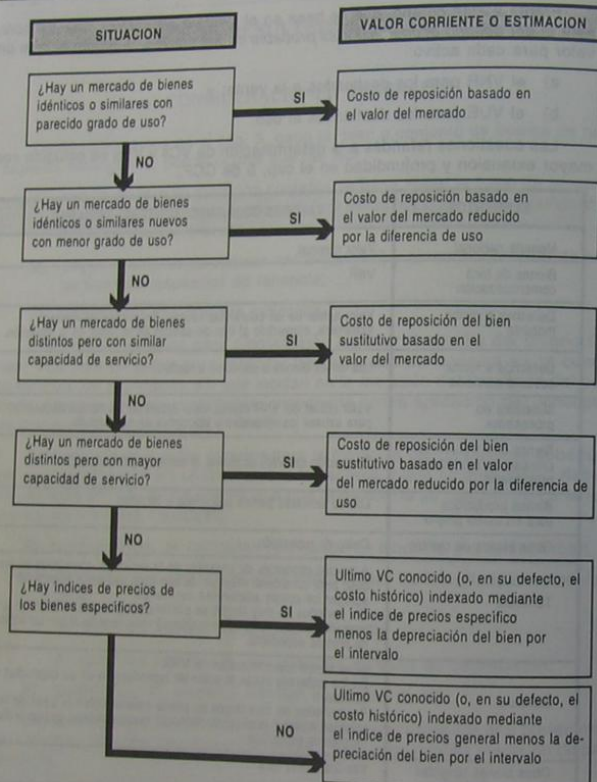 SITUACION
VALOR CORRIENTE O ESTIMACION
¿Hay un mercado de bienes
idénticos o similares con
parecido grado de uso?
SI
Costo de reposición basado en
el valor del mercado
NO
¿Hay un mercado de bienes
idénticos o similares nuevos
con menor grado de uso?
SI
Costo de reposición basado en
el valor del mercado reducido
por la diferencia de uso
NO
¿Hay un mercado de bienes
distintos pero con similar
capacidad de servicio?
SI
Costo de reposición del bien
sustitutivo basado en el
valor del mercado
NO
¿Hay un mercado de bienes
distintos pero con mayor
capacidad de servicio?
SI
Costo de reposición del bien
sustitutivo basado en el valor
del mercado reducido por la diferencia de
uso
NO
¿Hay índices de precios de
los bienes específicos?
SI
Ultimo VC conocido (o, en su defecto, el
costo histórico) indexado mediante
el índice de precios específico
menos la depreciación del bien por
el intervalo
NO
Ultimo VC conocido (o, en su defecto, el
costo histórico) indexado mediante
el índice de precios general menos la de-
preciación del bien por el intervalo